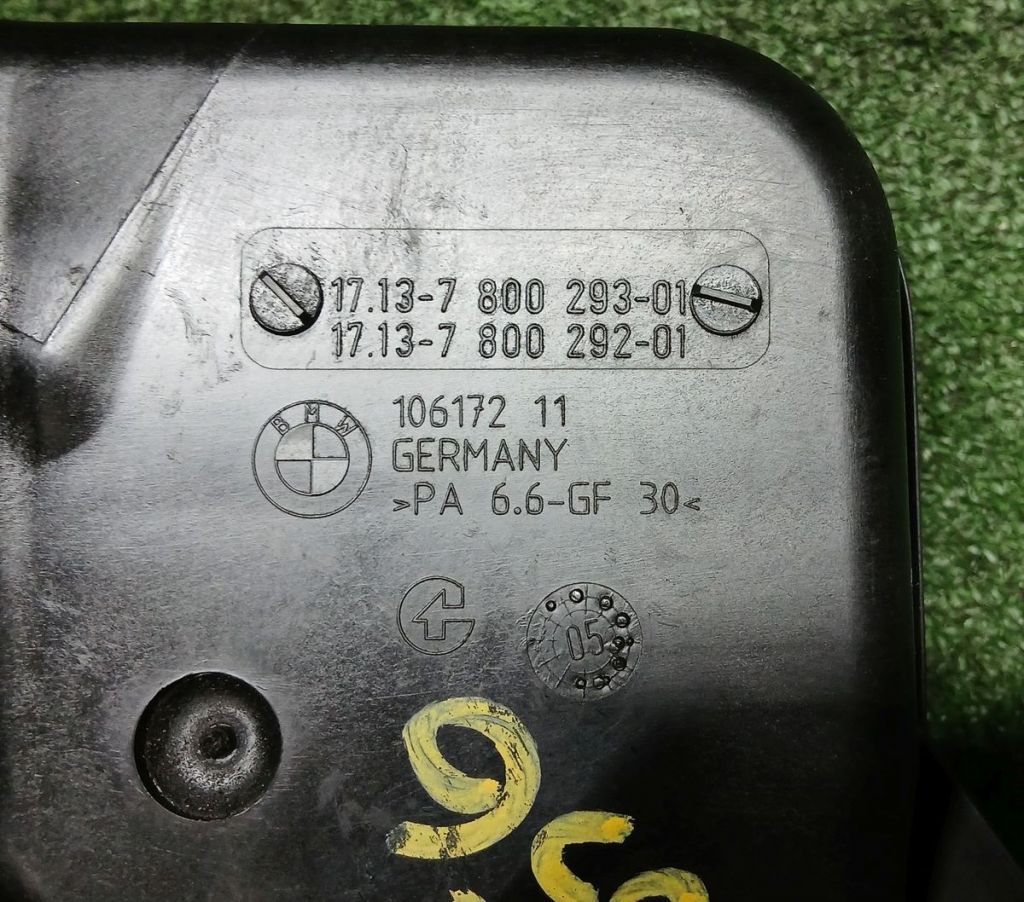 17.13-7 800 293-01
17.13-7 800 292-01
BMW
106172 11
GERMANY
>PA 6.6-GF 30<
05
9